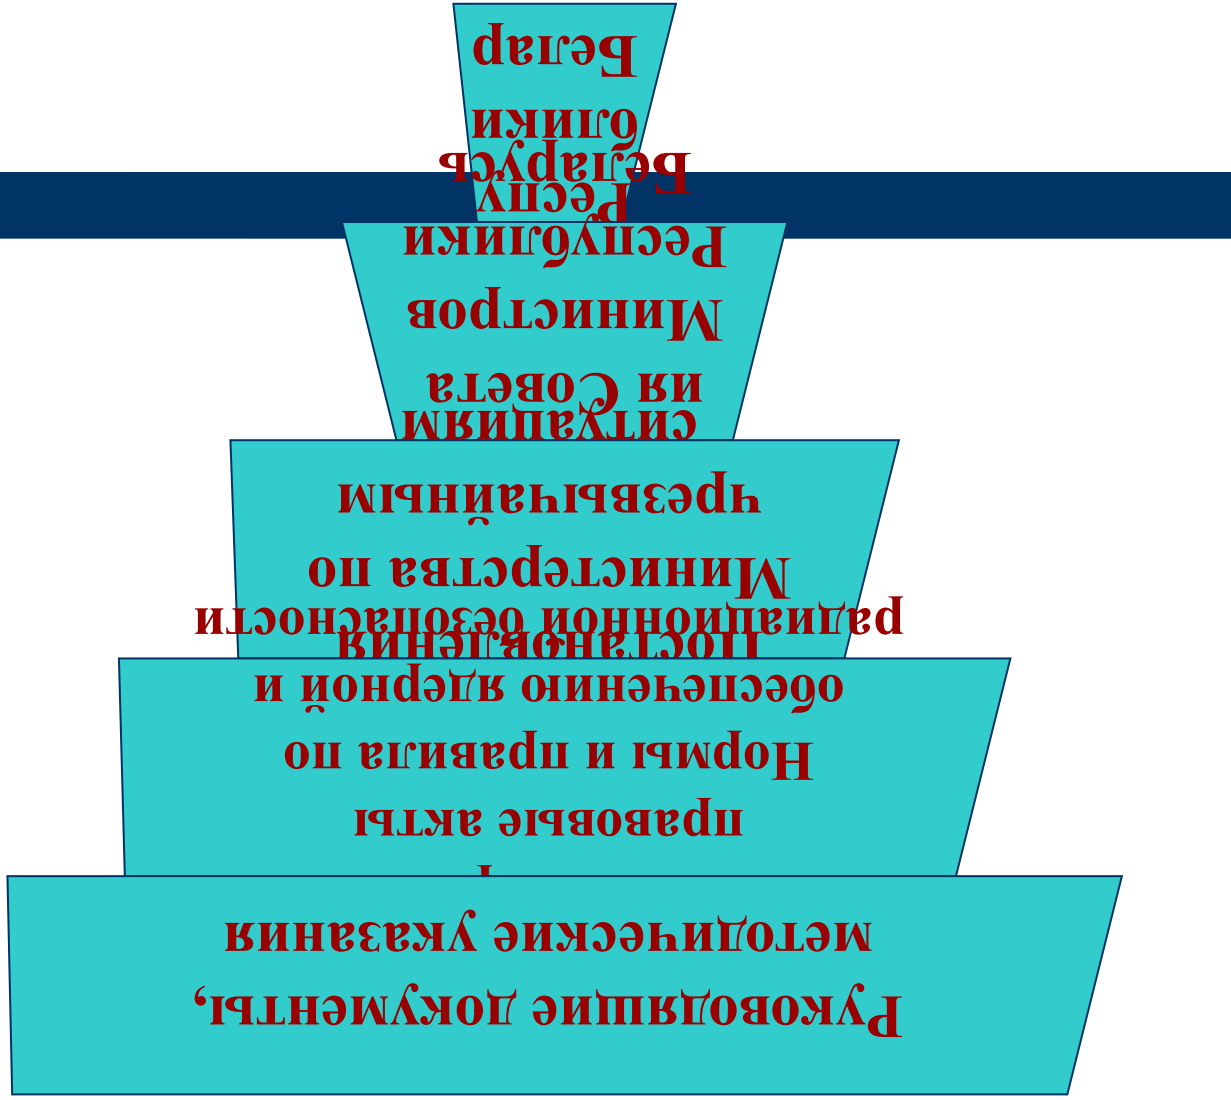 Руководящие документы,
методические указания
правовые акты
Нормы и правила по
обеспечению ядерной и
радиационной безопасности
Постановления
Министерства по
чрезвычайным
ситуациям
ия Совета
Министров
Республики
Беларусь
Респу
блики
Белар